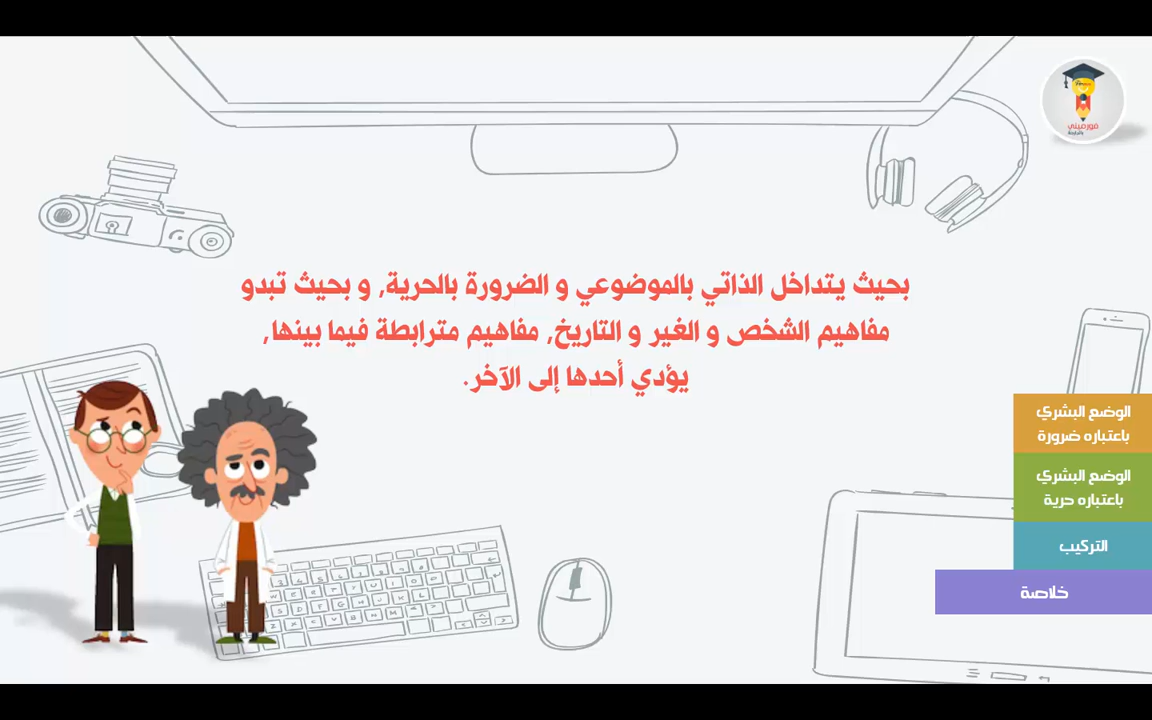 بحيث يتداخل الذاتي بالموضوعي و الضرورة بالحرية, و بحيث تبدو
مفاهيم الشخص و الغير و التاريخ, مفاهيم مترابطة فيما بينها,
يؤدي أحدها إلى الآخر.
الوضع البشري
باعتباره ضرورة
الوضع البشري
باعتباره حرية
التركيب
خلاصة